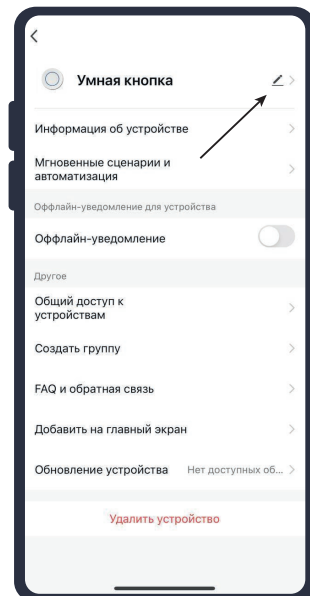 Умная кнопка
Информация об устройстве
Мгновенные сценарии и
автоматизация
Оффлайн-уведомление для устройства
Оффлайн-уведомление
Другое
Общий доступ к
устройствам
Создать группу
FAQ и обратная связь
Добавить на главный экран
Обновление устройства Нет доступных об...
Удалить устройство